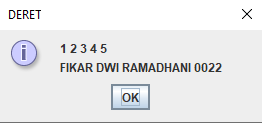 DERET
1 2 3 4 5
FIKAR DWI RAMADHANI 0022
OK